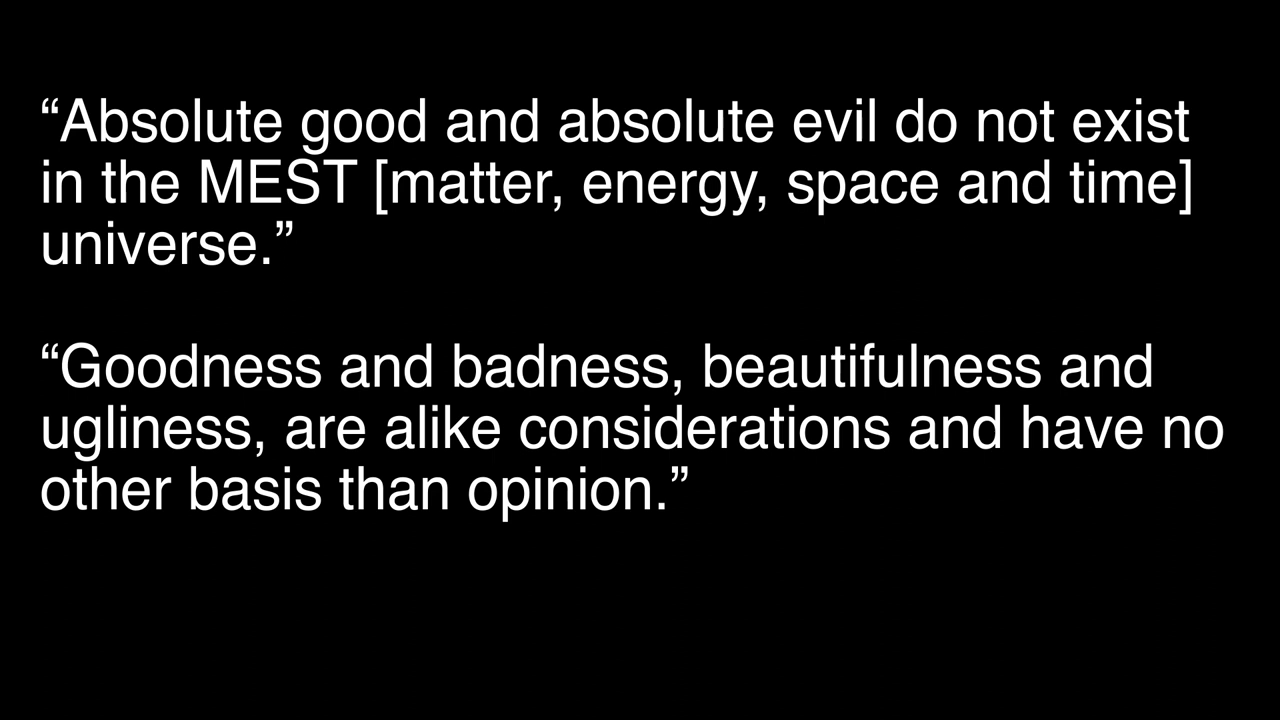 “Absolute good and absolute evil do not exist
in the MEST [matter, energy, space and time]
universe.”
“Goodness and badness, beautifulness and
ugliness, are alike considerations and have no
other basis than opinion.”